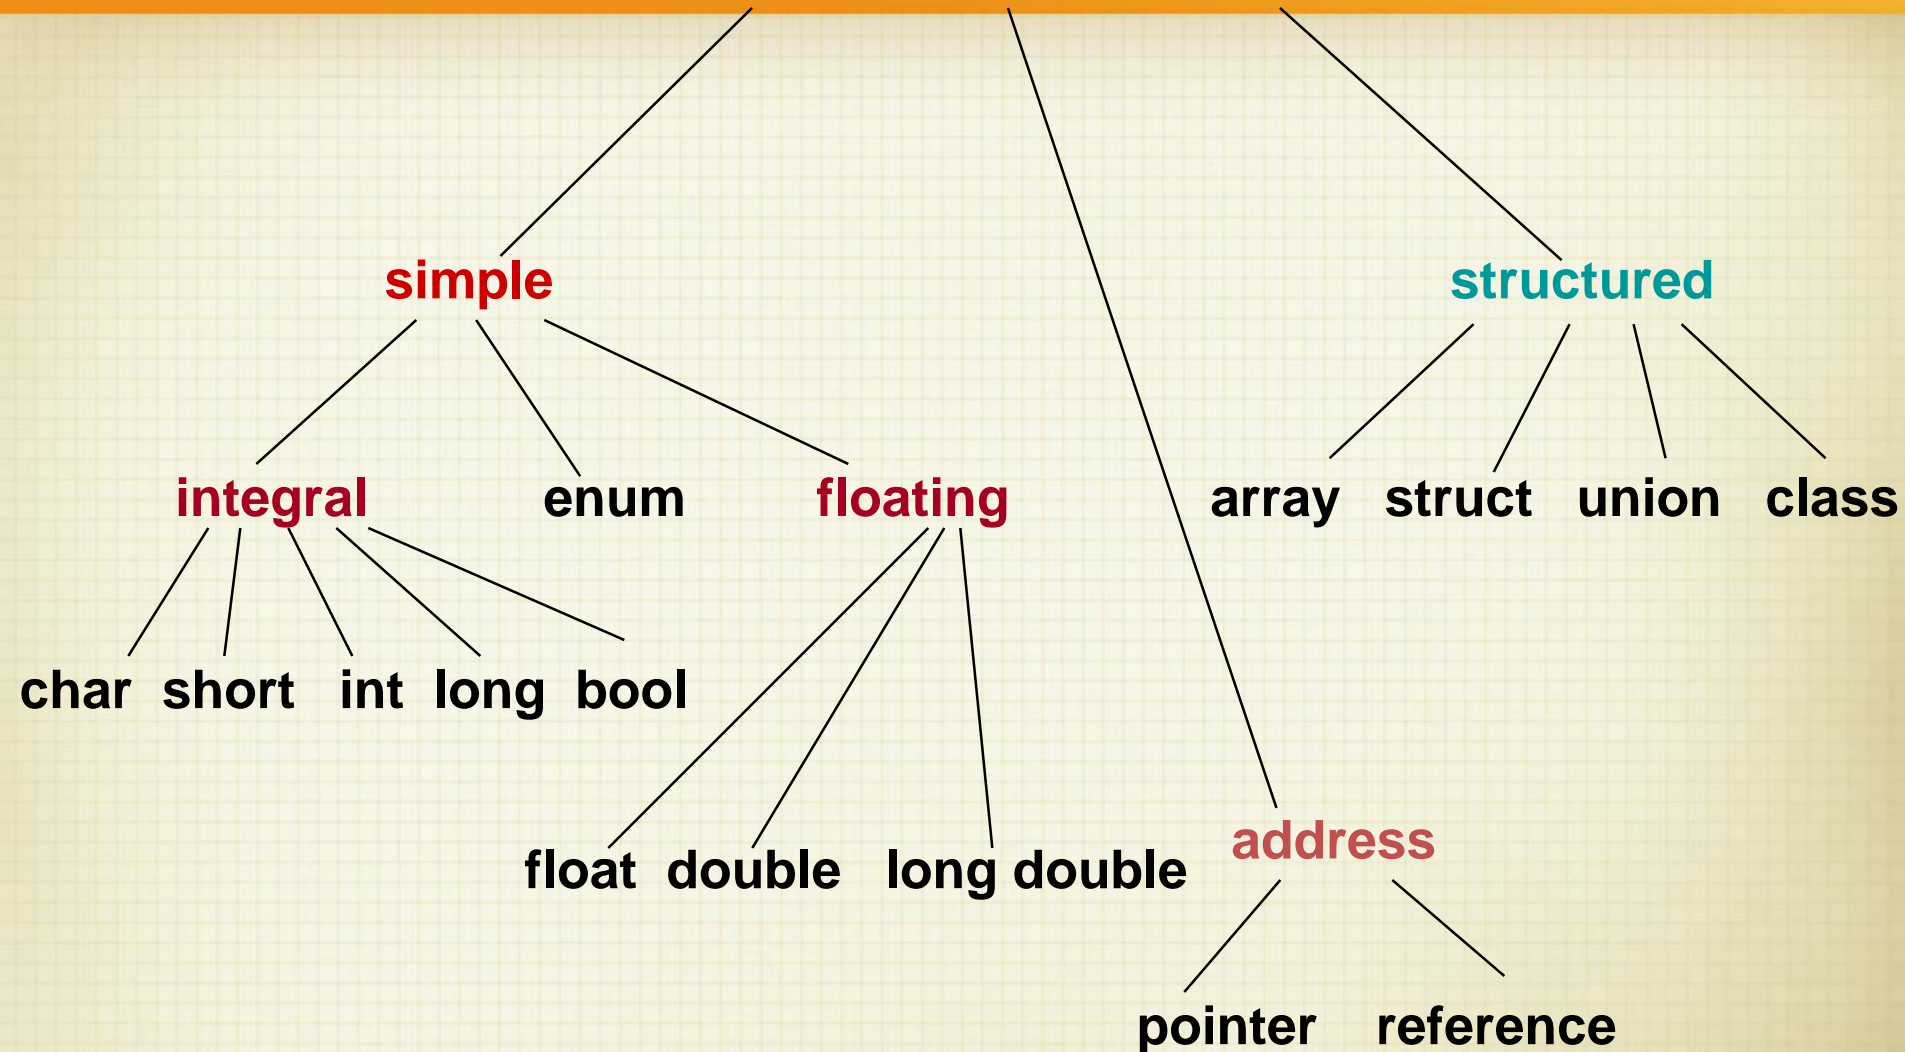 simple structured
integral enum floating array struct union class
char short int long bool
address
float double long double
pointer reference